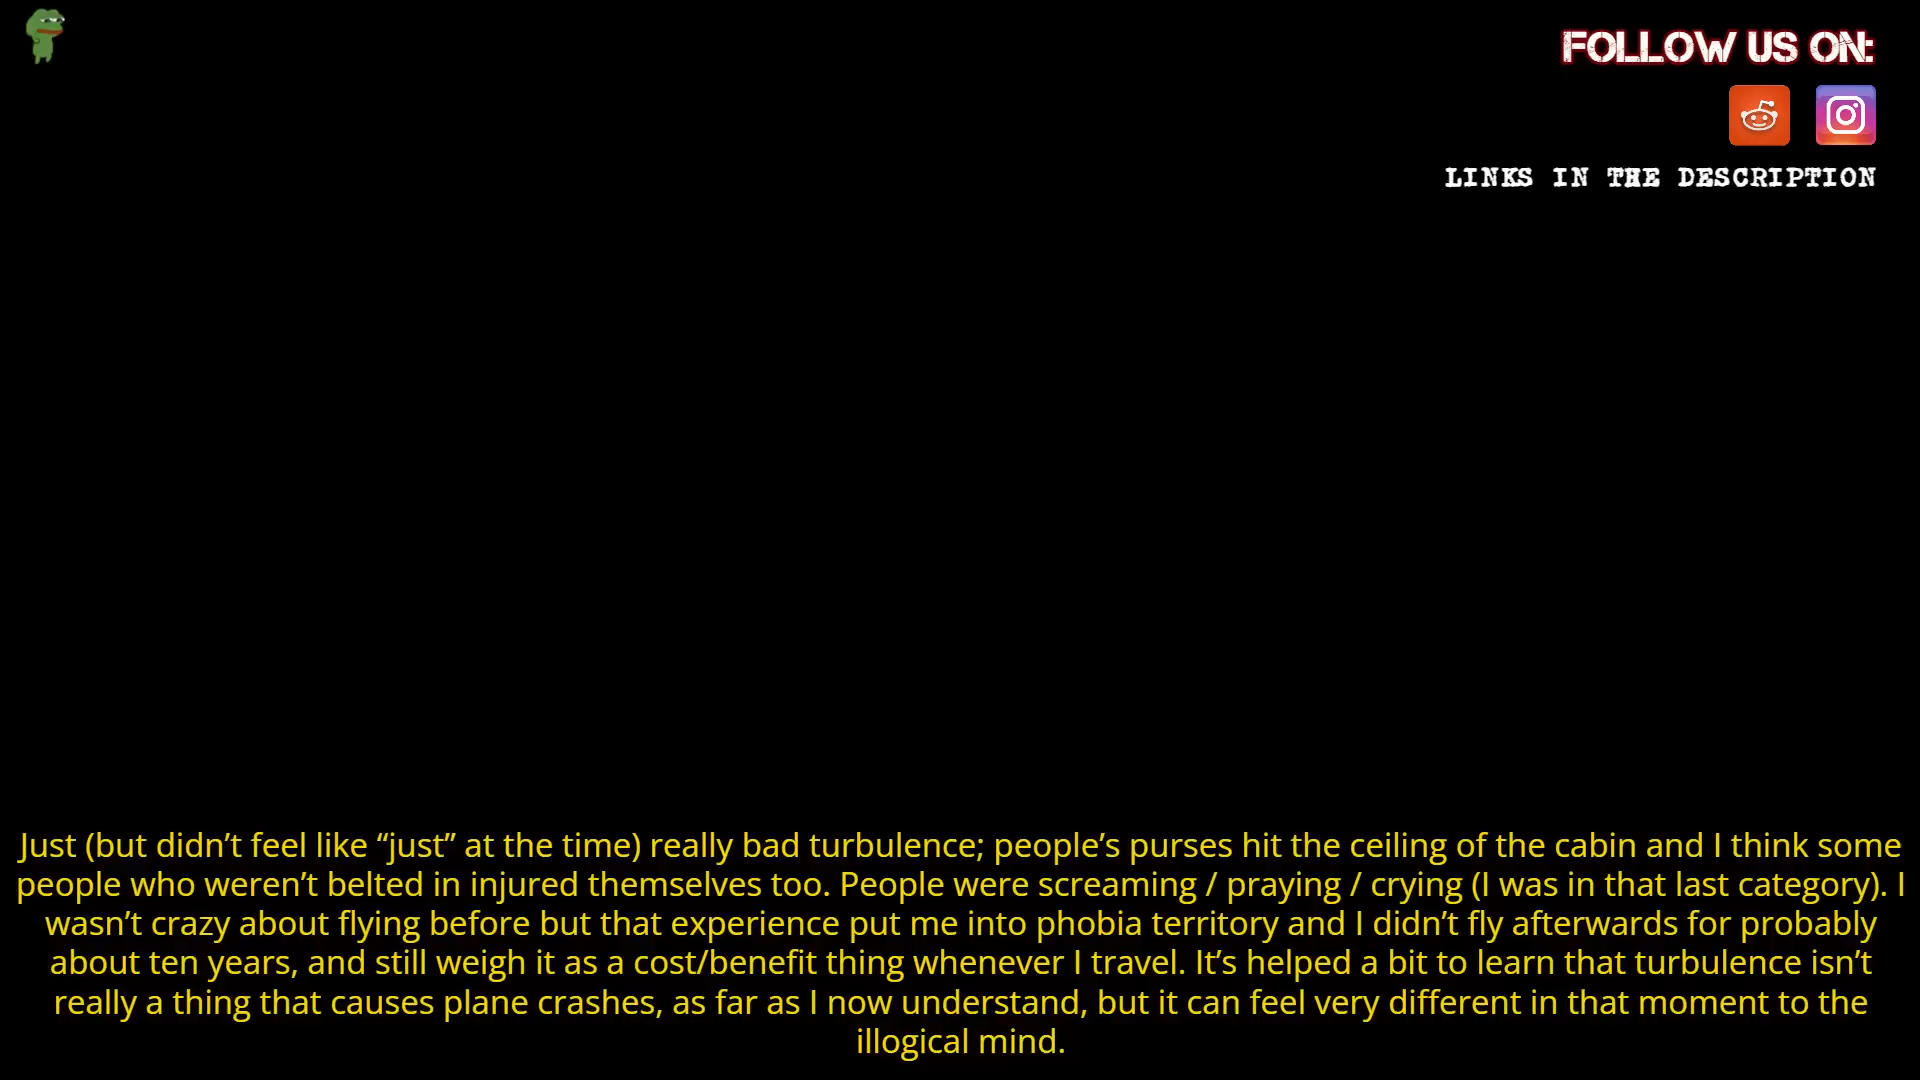 FOLLOW US ON:
LINKS IN THE DESCRIPTION
Just (but didn’t feel like “just” at the time) really bad turbulence; people’s purses hit the ceiling of the cabin and I think some
people who weren’t belted in injured themselves too. People were screaming / praying / crying (I was in that last category). I
wasn’t crazy about flying before but that experience put me into phobia territory and I didn’t fly afterwards for probably
about ten years, and still weigh it as a cost/benefit thing whenever I travel. It’s helped a bit to learn that turbulence isn’t
really a thing that causes plane crashes, as far as I now understand, but it can feel very different in that moment to the
illogical mind.